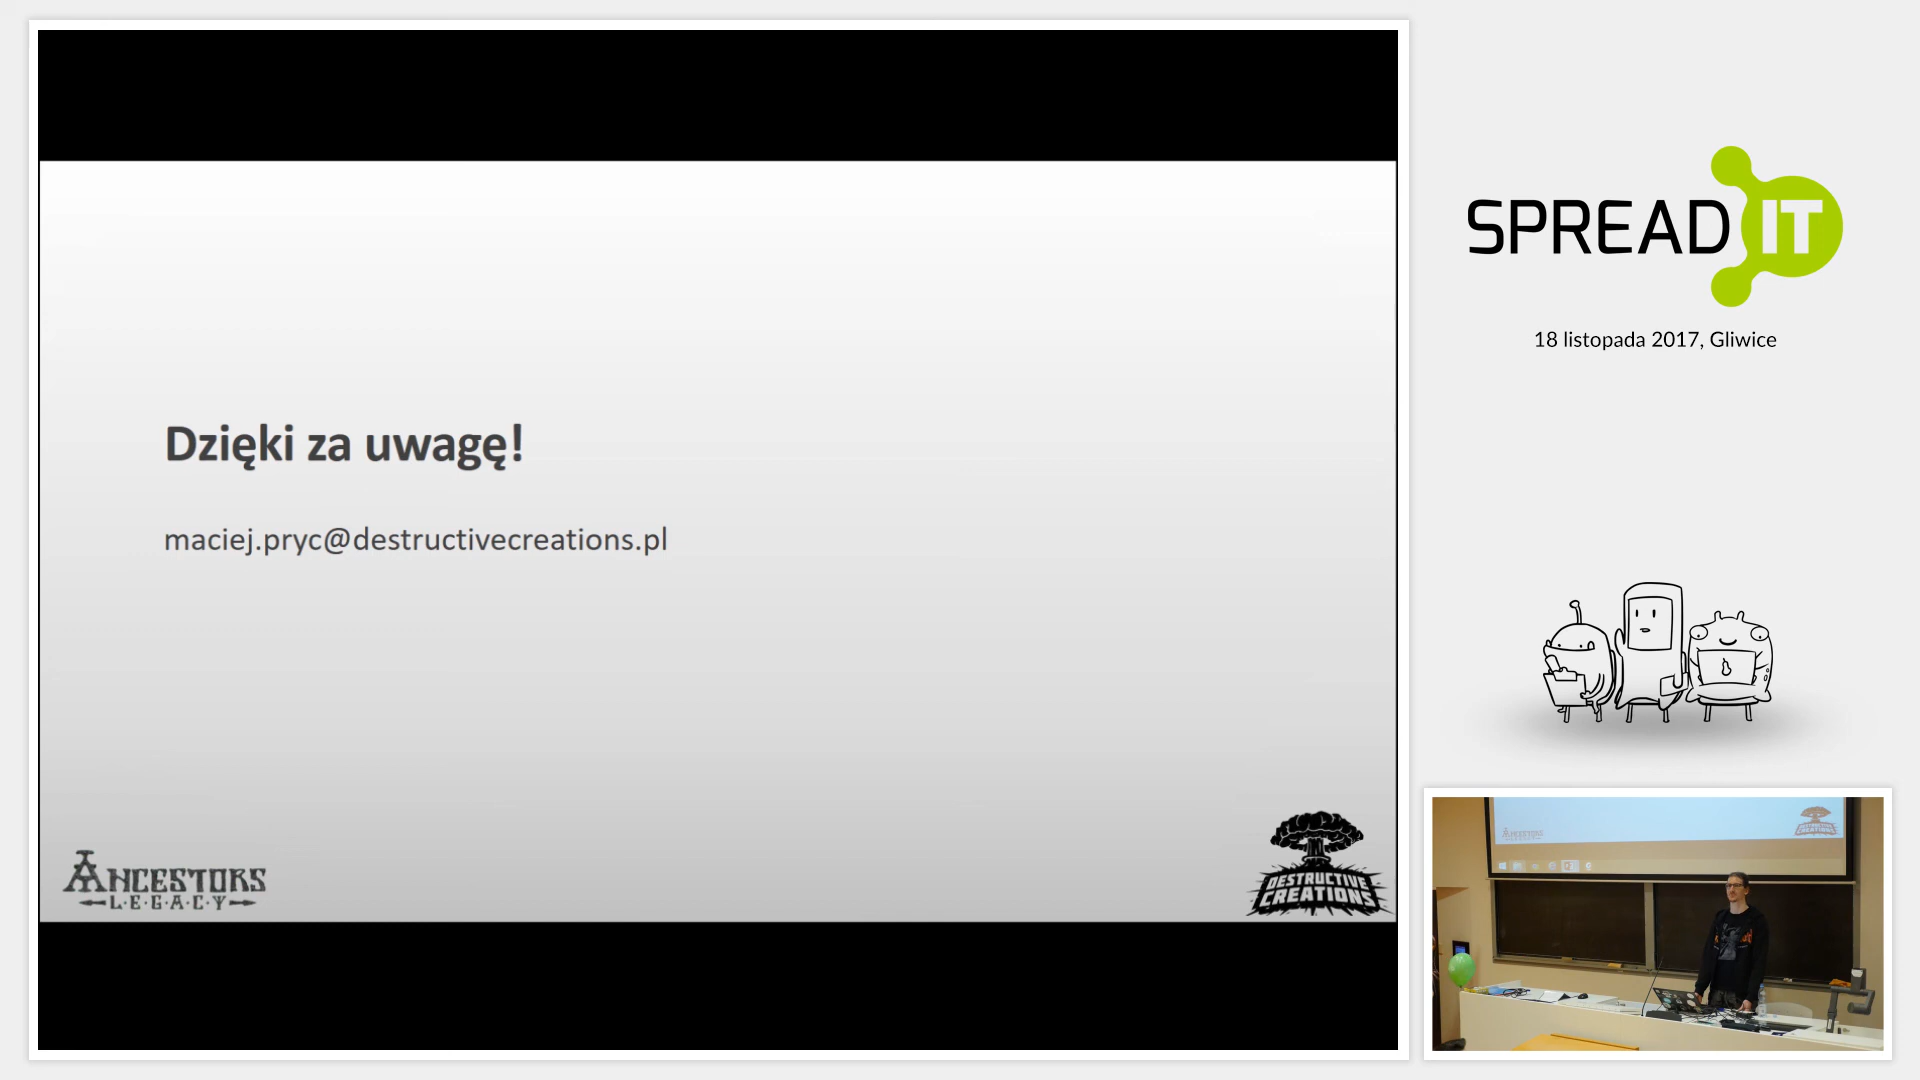 Dzięki za uwagę!
maciej.pryc@destructivecreations.pl
ANCESTORS
L·E·G·A·C·Y
DESTRUCTIVE
CREATIONS
SPREAD IT
18 listopada 2017, Gliwice